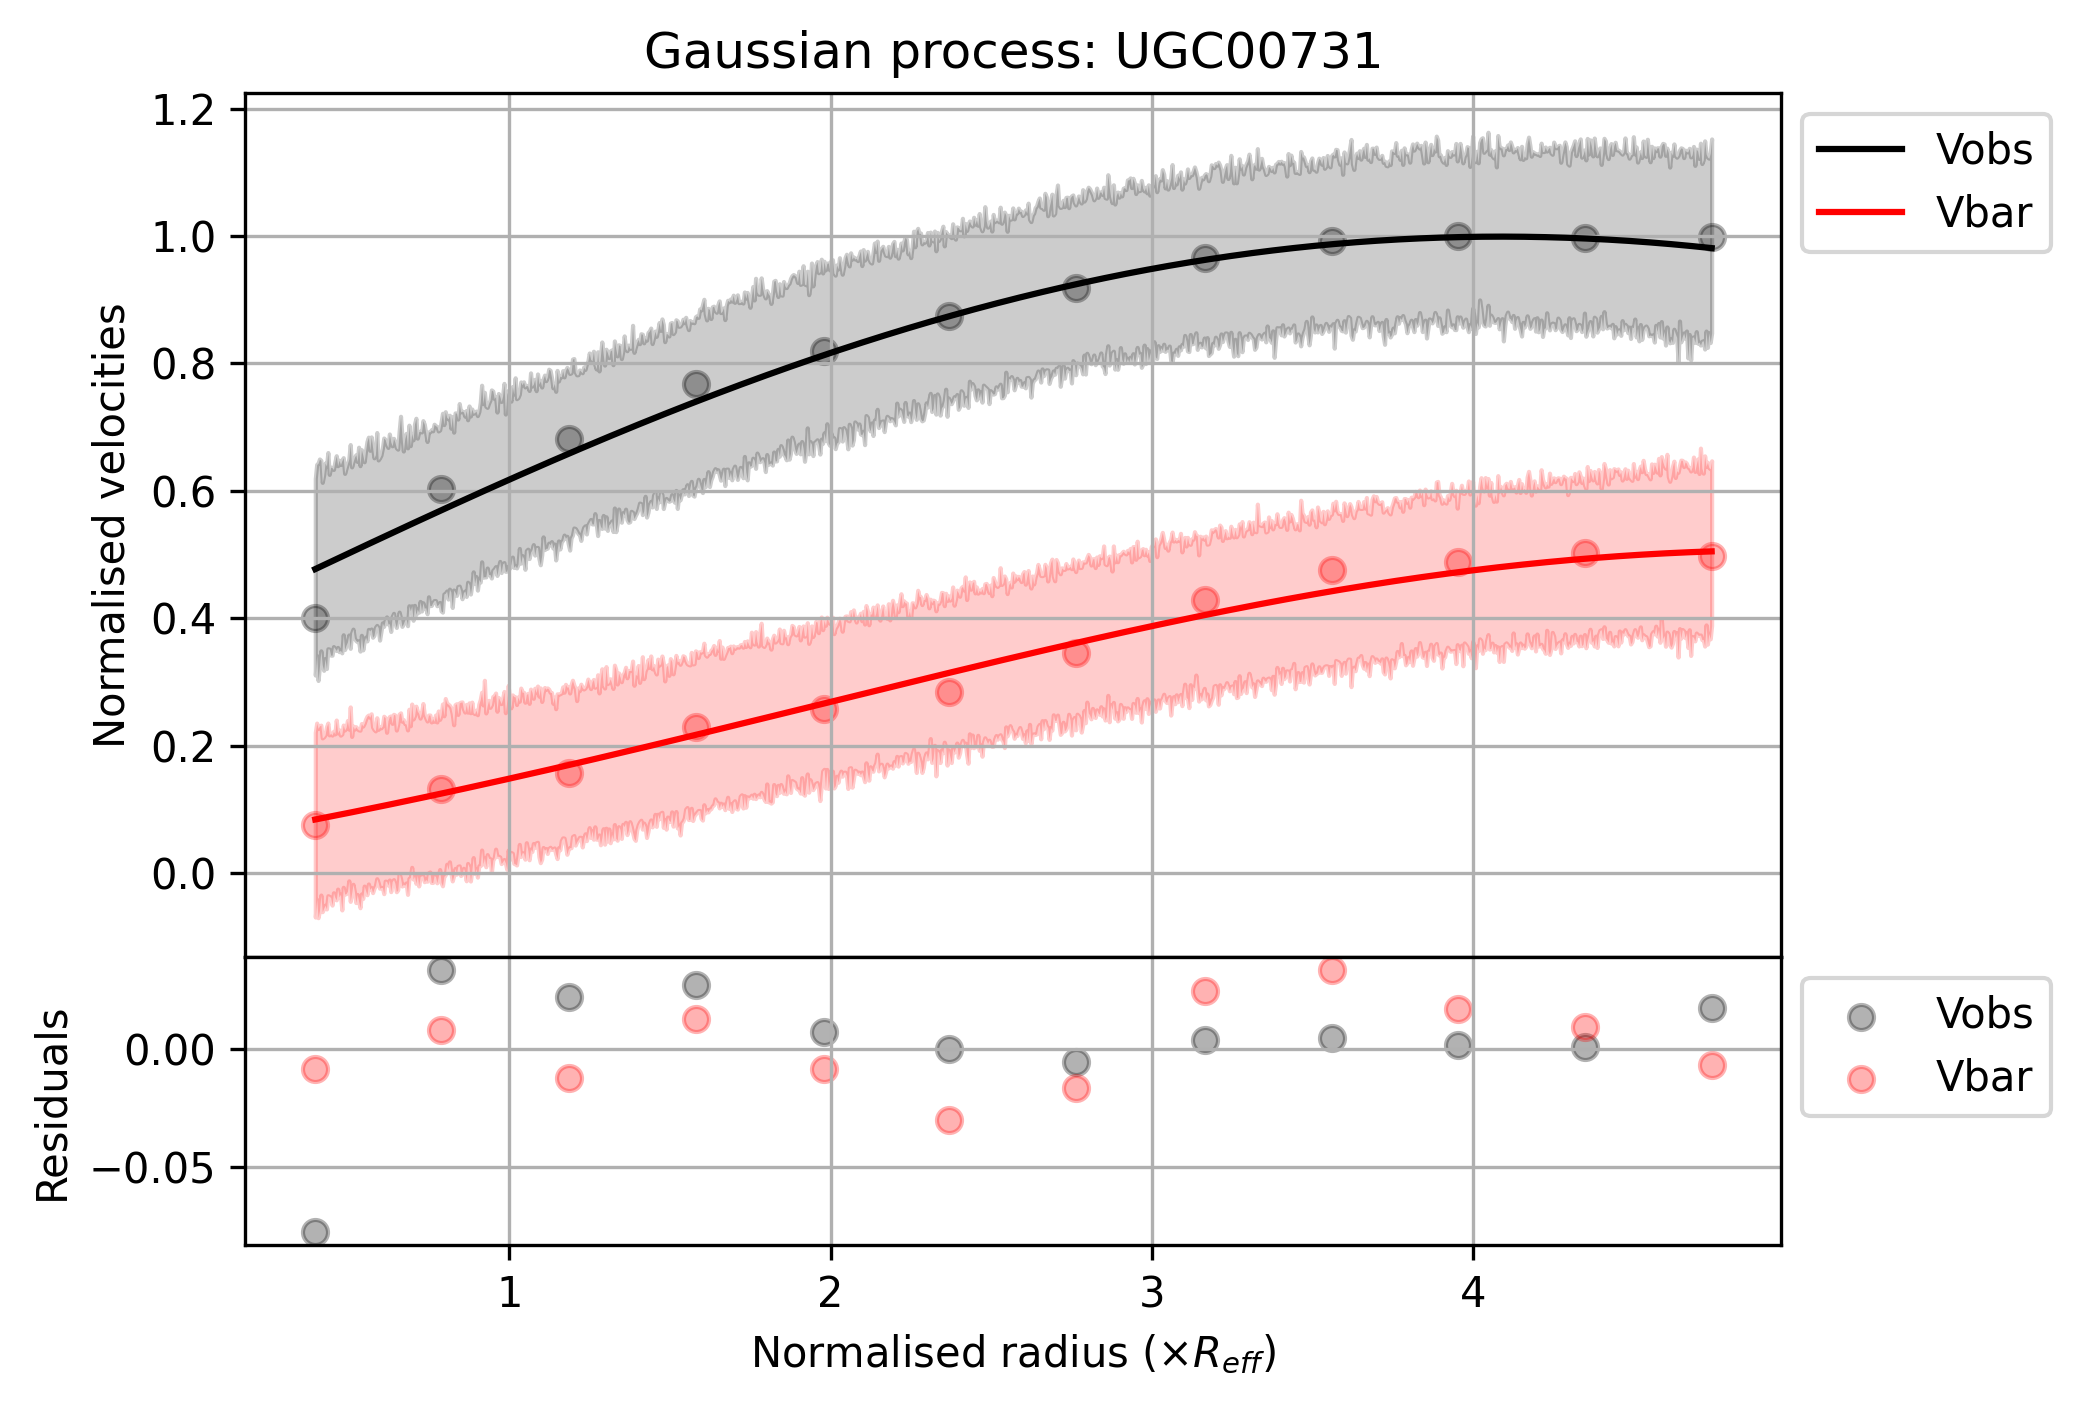 Gaussian process: UGC00731
1.2
1.0
0.8
0.6
0.4
0.2
0.0
Normalised velocities
Vobs
Vbar
0.00
−0.05
Residuals
Vobs
Vbar
1 2 3 4
Normalised radius (×R_eff)